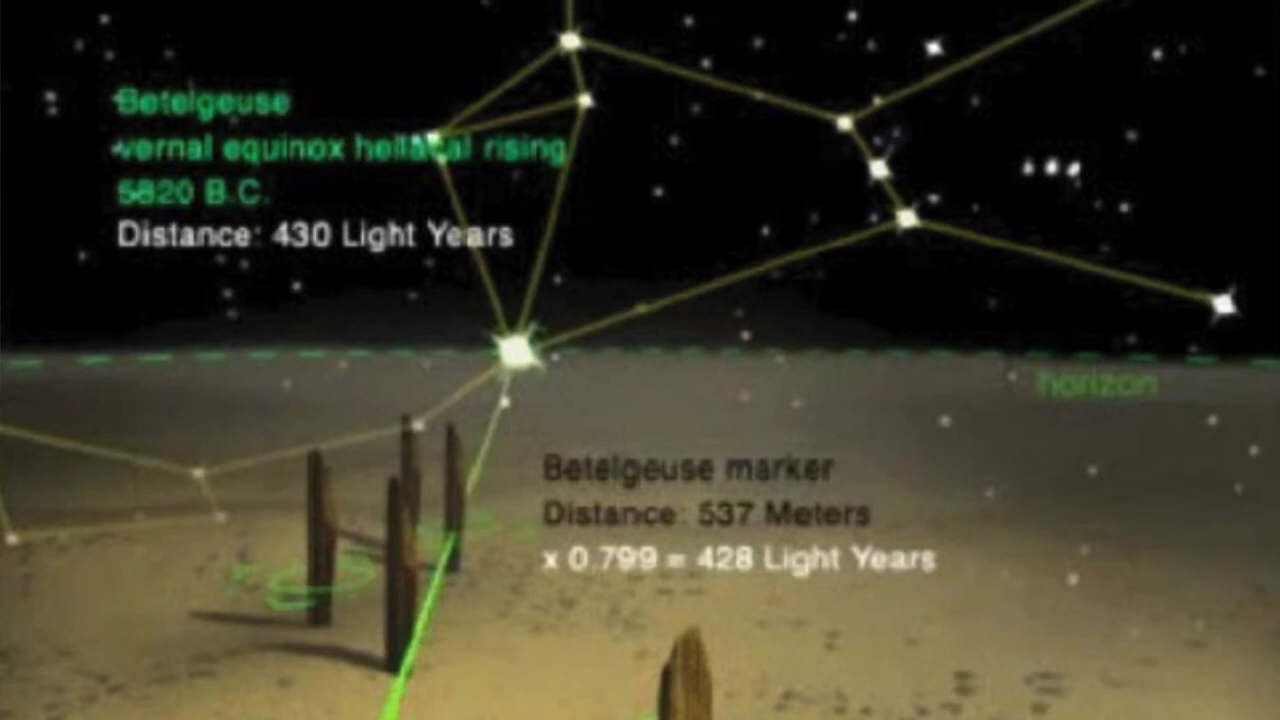 Betelgeuse
vernal equinox heliacal rising
5820 B.C.
Distance: 430 Light Years
horizon
Betelgeuse marker
Distance: 537 Meters
x 0.799 = 428 Light Years